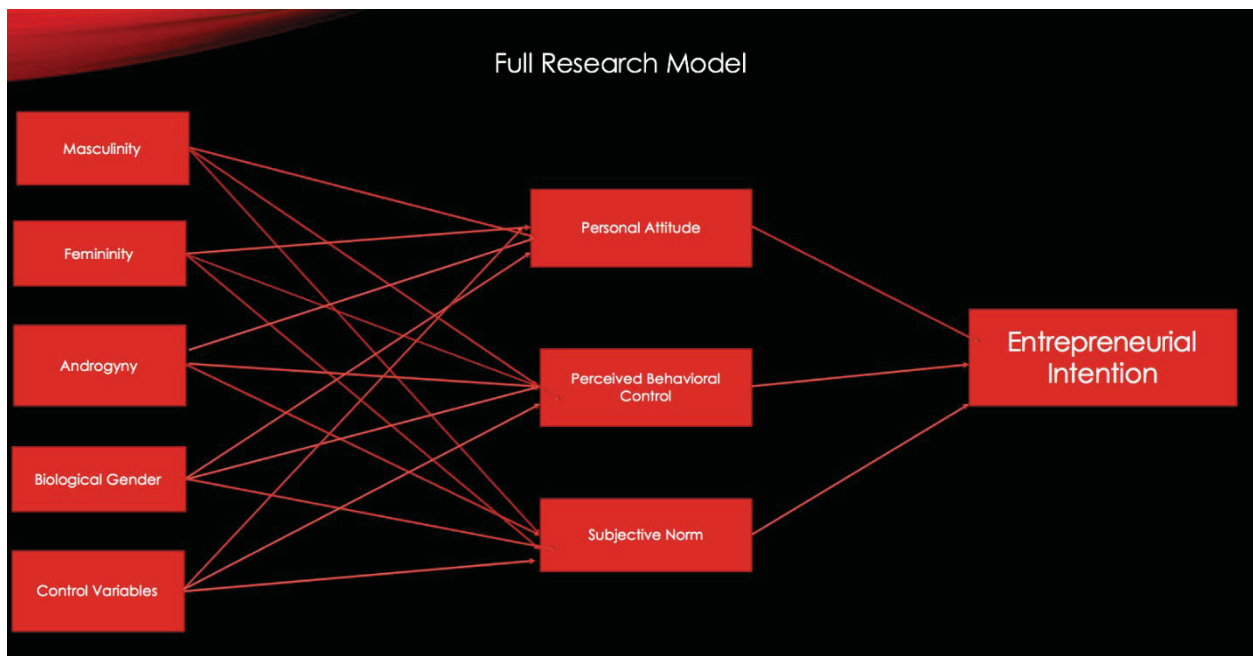 Full Research Model
Masculinity
Femininity
Androgyny
Biological Gender
Control Variables
Personal Attitude
Perceived Behavioral
Control
Subjective Norm
Entrepreneurial
Intention